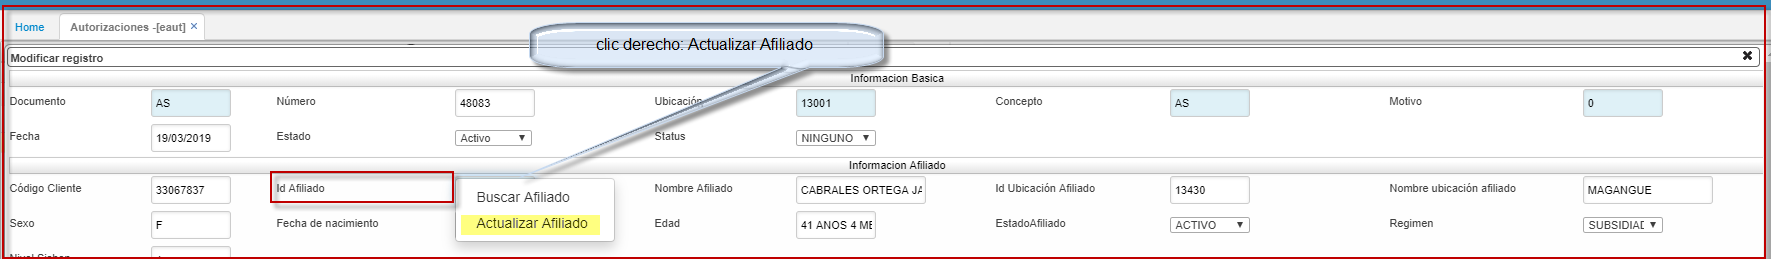 Home Autorizaciones -[eaut] ×
clic derecho: Actualizar Afiliado
Modificar registro ✖
Informacion Basica
Documento AS Número 48083 Ubicación 13001 Concepto AS Motivo 0
Fecha 19/03/2019 Estado Activo Status NINGUNO
Informacion Afiliado
Código Cliente 33067837 Id Afiliado Nombre Afiliado CABRALES ORTEGA JA Id Ubicación Afiliado 13430 Nombre ubicación afiliado MAGANGUE
Buscar Afiliado
Sexo F Fecha de nacimiento Actualizar Afiliado Edad 41 ANOS 4 ME EstadoAfiliado ACTIVO Regimen SUBSIDIAD